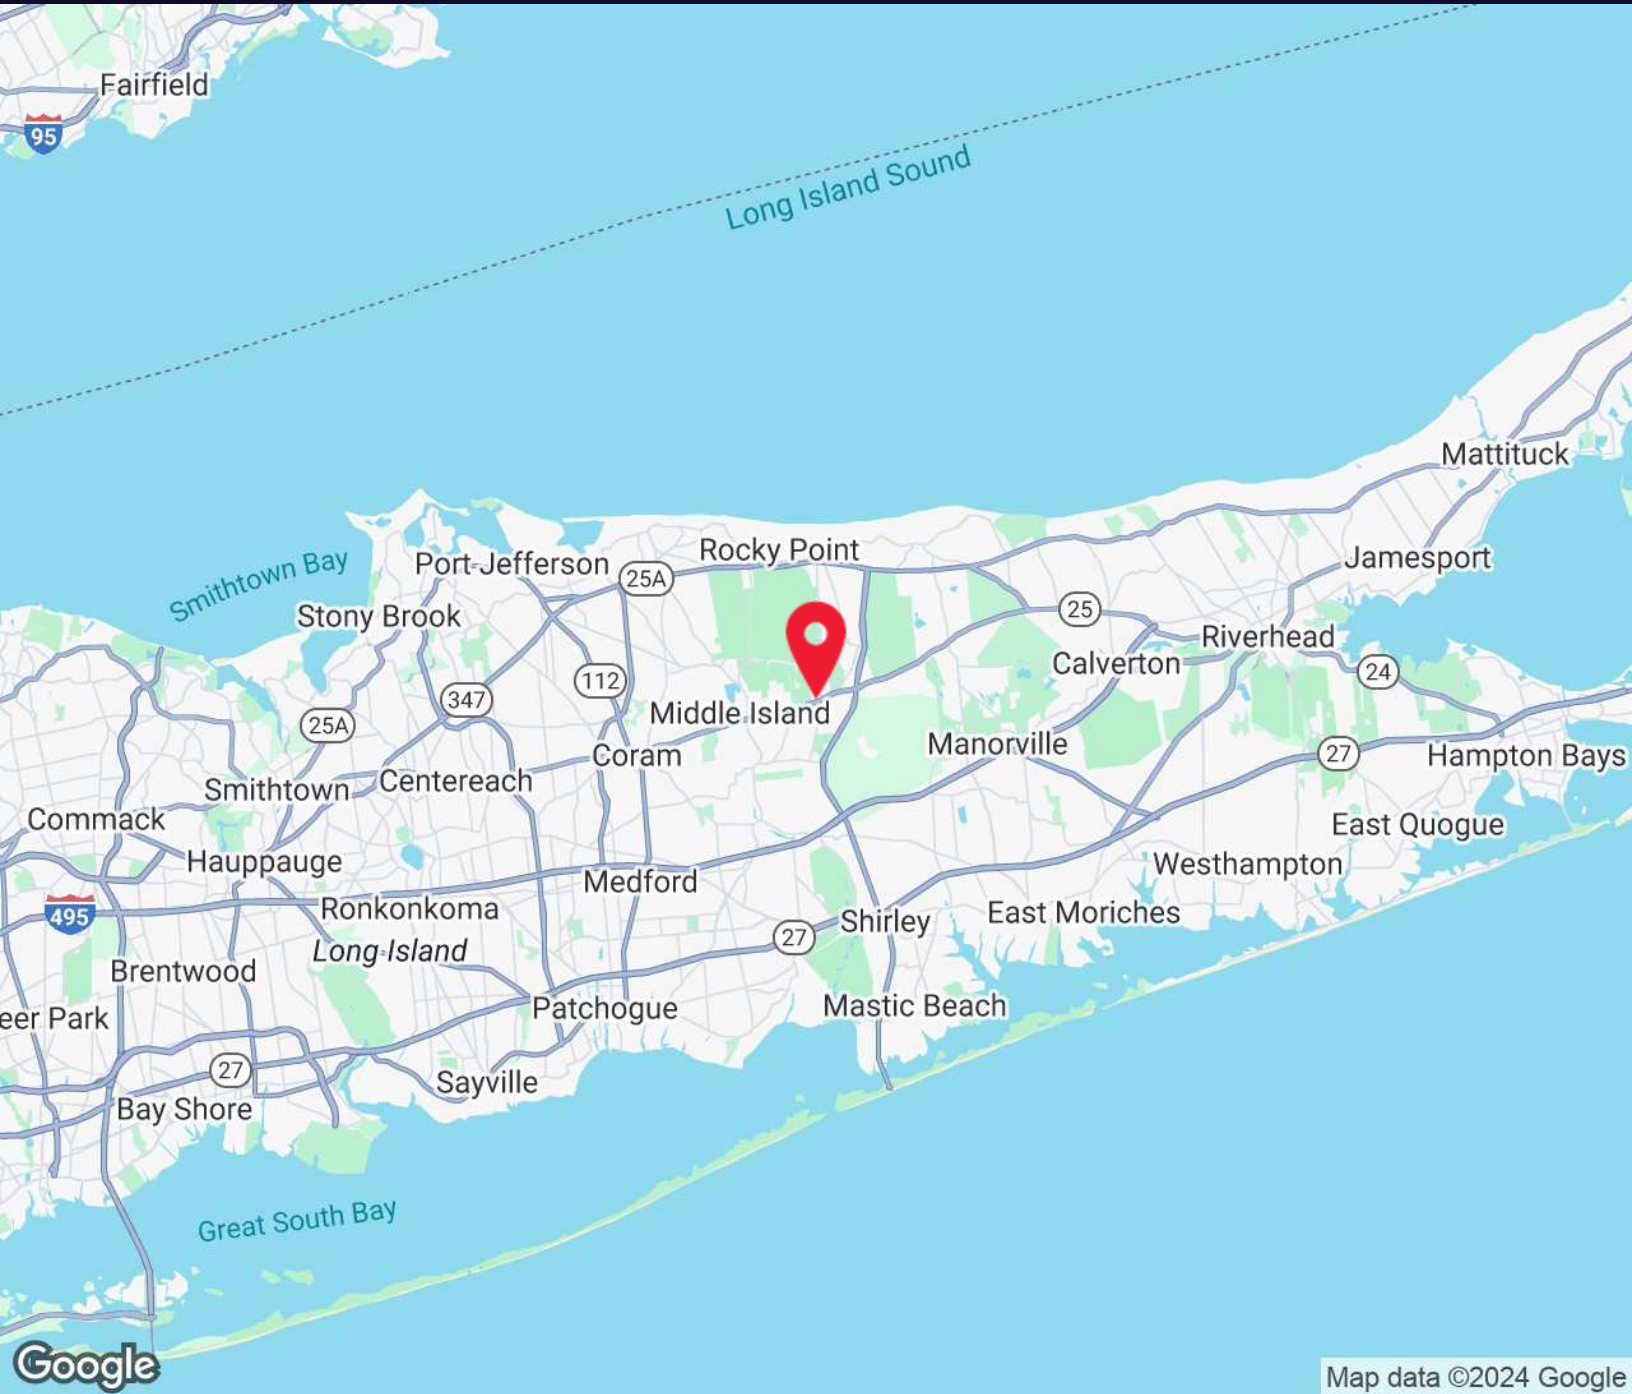 Fairfield
95
Long Island Sound
Mattituck
Rocky Point
Jamesport
Port Jefferson
25A
Smithtown Bay
25
Stony Brook
Riverhead
Calverton
24
112
347
Middle Island
25A
Manorville
27
Coram
Hampton Bays
Centereach
Smithtown
Commack
East Quogue
Hauppauge
Westhampton
Medford
495
Ronkonkoma
East Moriches
Shirley
27
Long Island
Brentwood
Mastic Beach
Patchogue
eer Park
27
Sayville
Bay Shore
Great South Bay
Google
Map data ©2024 Google